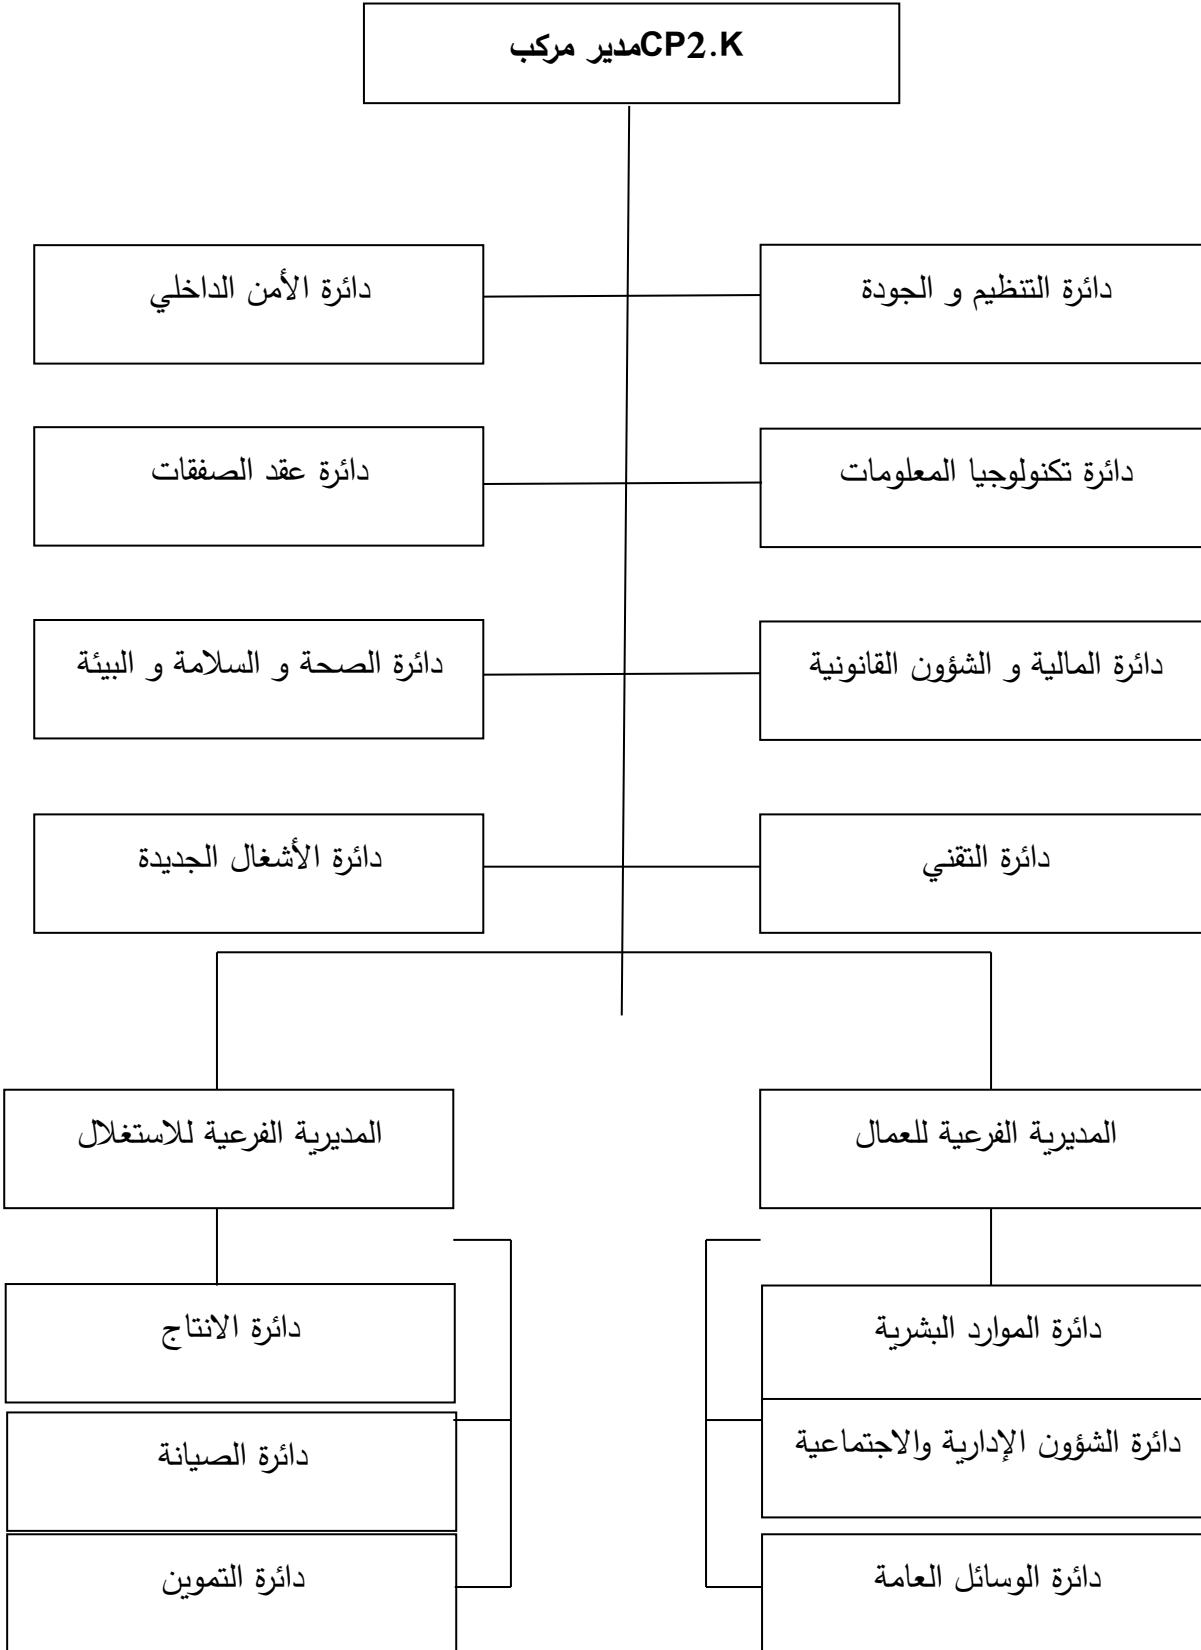 مدير مركب CP2.K
دائرة التنظيم و الجودة
دائرة الأمن الداخلي
دائرة تكنولوجيا المعلومات
دائرة عقد الصفقات
دائرة المالية و الشؤون القانونية
دائرة الصحة و السلامة و البيئة
دائرة التقني
دائرة الأشغال الجديدة
المديرية الفرعية للعمال
المديرية الفرعية للاستغلال
دائرة الموارد البشرية
دائرة الانتاج
دائرة الشؤون الإدارية والاجتماعية
دائرة الصيانة
دائرة الوسائل العامة
دائرة التموين